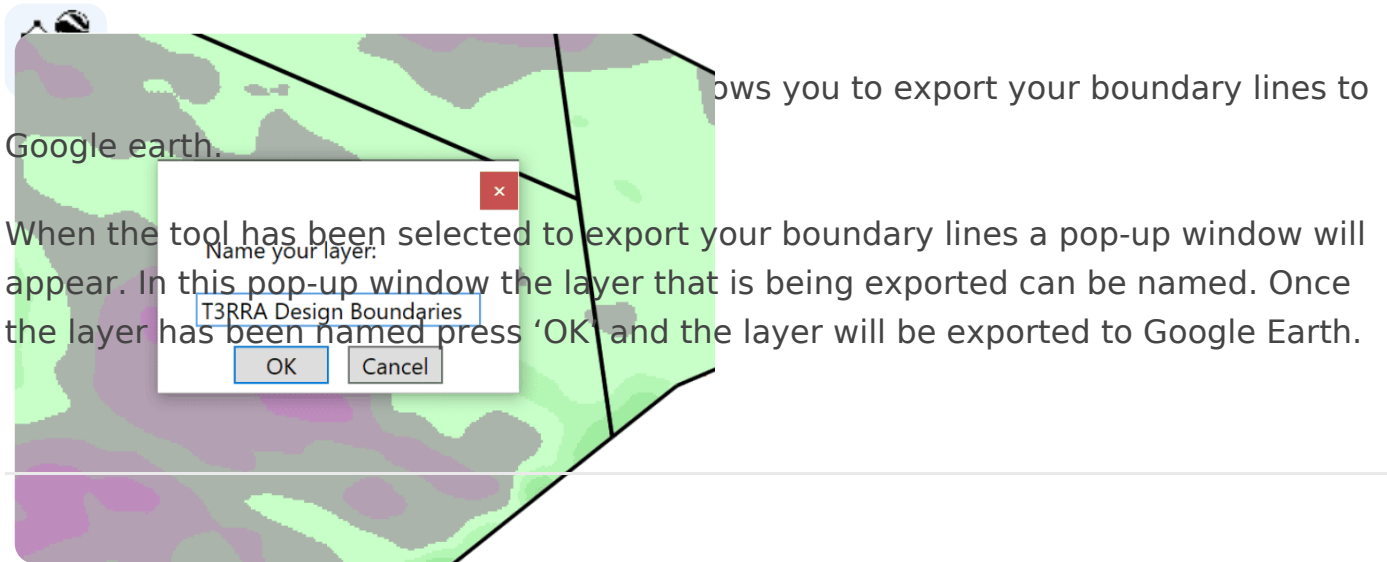 you to export your boundary lines to
Google earth.
When the tool has been selected to export your boundary lines a pop-up window will
appear. In this pop-up window the layer that is being exported can be named. Once
the layer has been named press ‘OK’ and the layer will be exported to Google Earth.
×
Name your layer:
T3RRA Design Boundaries
OK
Cancel